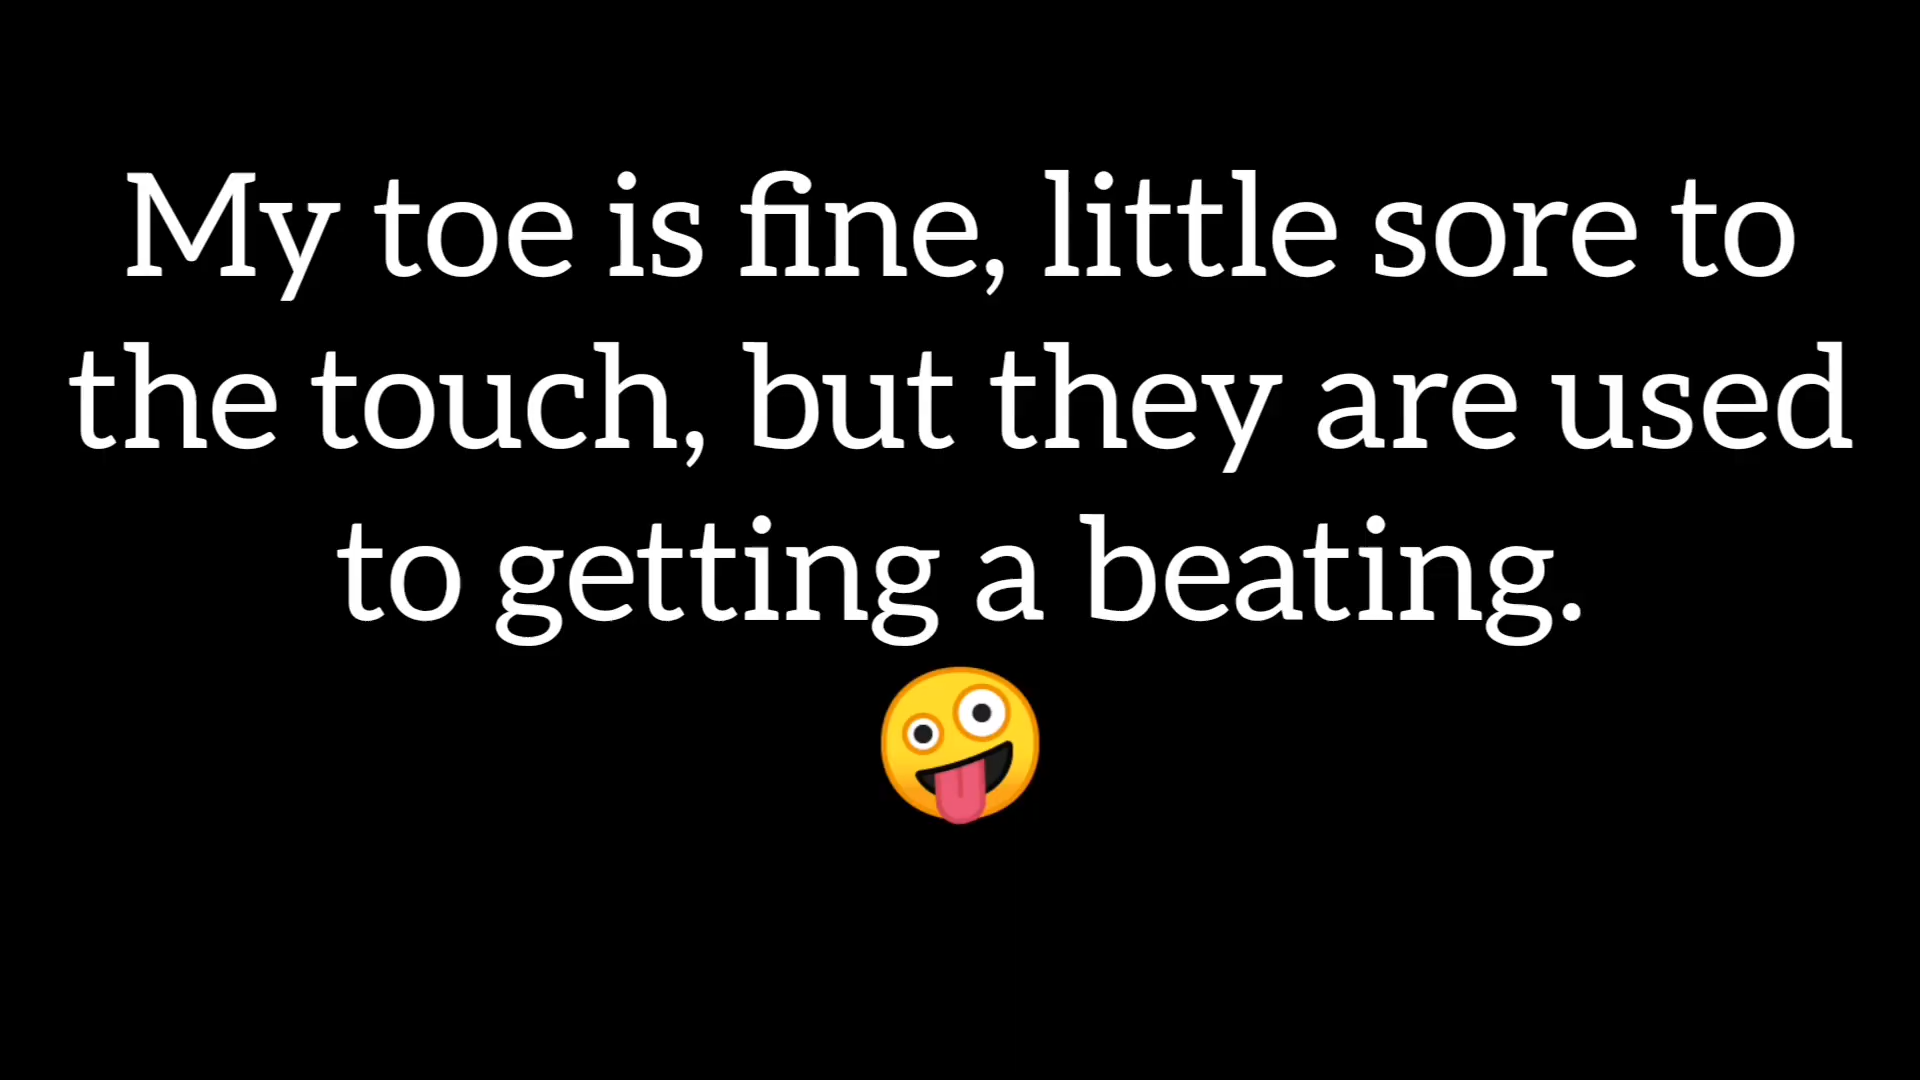 My toe is fine, little sore to
the touch, but they are used
to getting a beating.
🤪